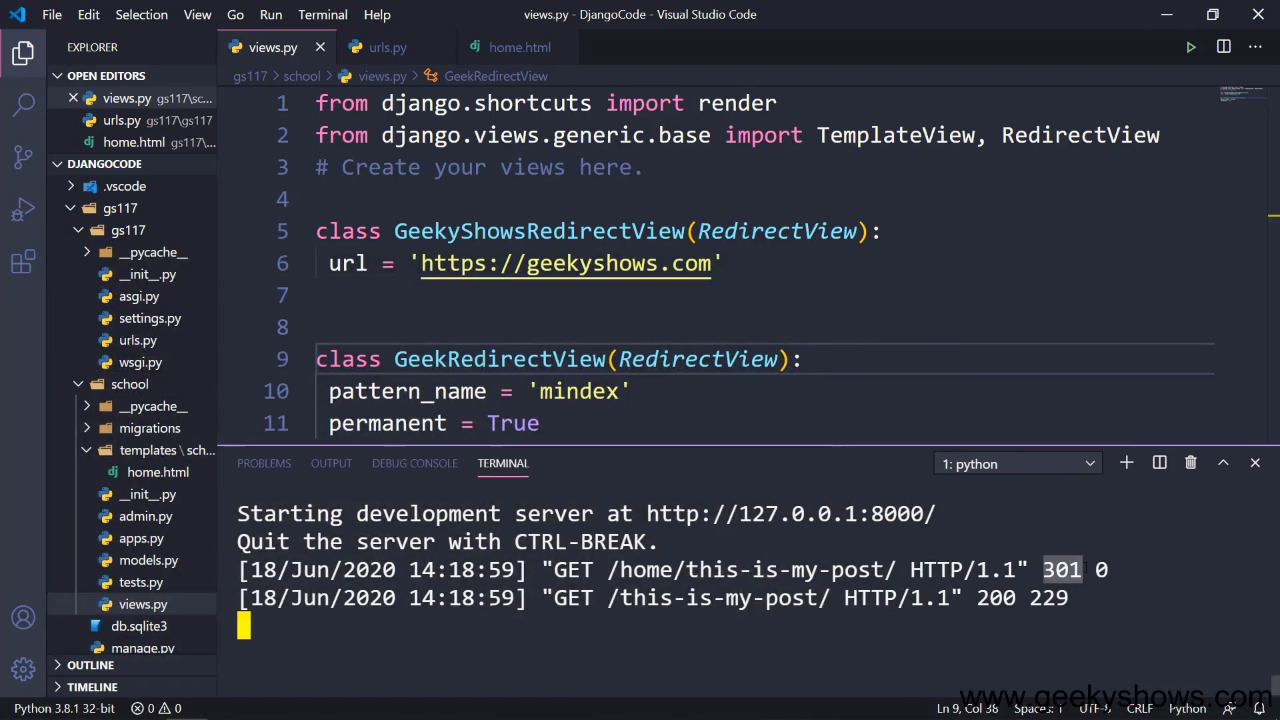 File Edit Selection View Go Run Terminal Help
views.py - DjangoCode - Visual Studio Code
EXPLORER
OPEN EDITORS
views.py gs117\sc...
urls.py gs117\school
home.html gs117\...
DJANGOCODE
.vscode
gs117
gs117
__pycache__
__init__.py
asgi.py
settings.py
urls.py
wsgi.py
school
__pycache__
migrations
templates \ sch...
home.html
__init__.py
admin.py
apps.py
models.py
tests.py
views.py
db.sqlite3
manage.py
OUTLINE
TIMELINE
views.py urls.py home.html
gs117 > school > views.py > GeekRedirectView
1 from django.shortcuts import render
2 from django.views.generic.base import TemplateView, RedirectView
3 # Create your views here.
4
5 class GeekyShowsRedirectView(RedirectView):
6 url = 'https://geekyshows.com'
7
8
9 class GeekRedirectView(RedirectView):
10 pattern_name = 'mindex'
11 permanent = True
PROBLEMS OUTPUT DEBUG CONSOLE TERMINAL 1: python
Starting development server at http://127.0.0.1:8000/
Quit the server with CTRL-BREAK.
[18/Jun/2020 14:18:59] "GET /home/this-is-my-post/ HTTP/1.1" 301 0
[18/Jun/2020 14:18:59] "GET /this-is-my-post/ HTTP/1.1" 200 229
www.geekyshows.com
Python 3.8.1 32-bit 0 0 Ln 9, Col 38 Spaces: 1 UTF-8 CRLF Python